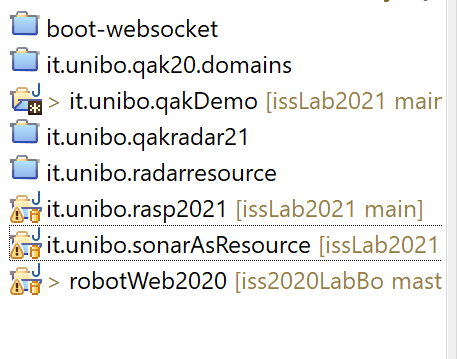 boot-websocket
it.unibo.qak20.domains
> it.unibo.qakDemo [issLab2021 main
it.unibo.qakradar21
it.unibo.radarresource
it.unibo.rasp2021 [issLab2021 main]
it.unibo.sonarAsResource [issLab2021
> robotWeb2020 [iss2020LabBo mast